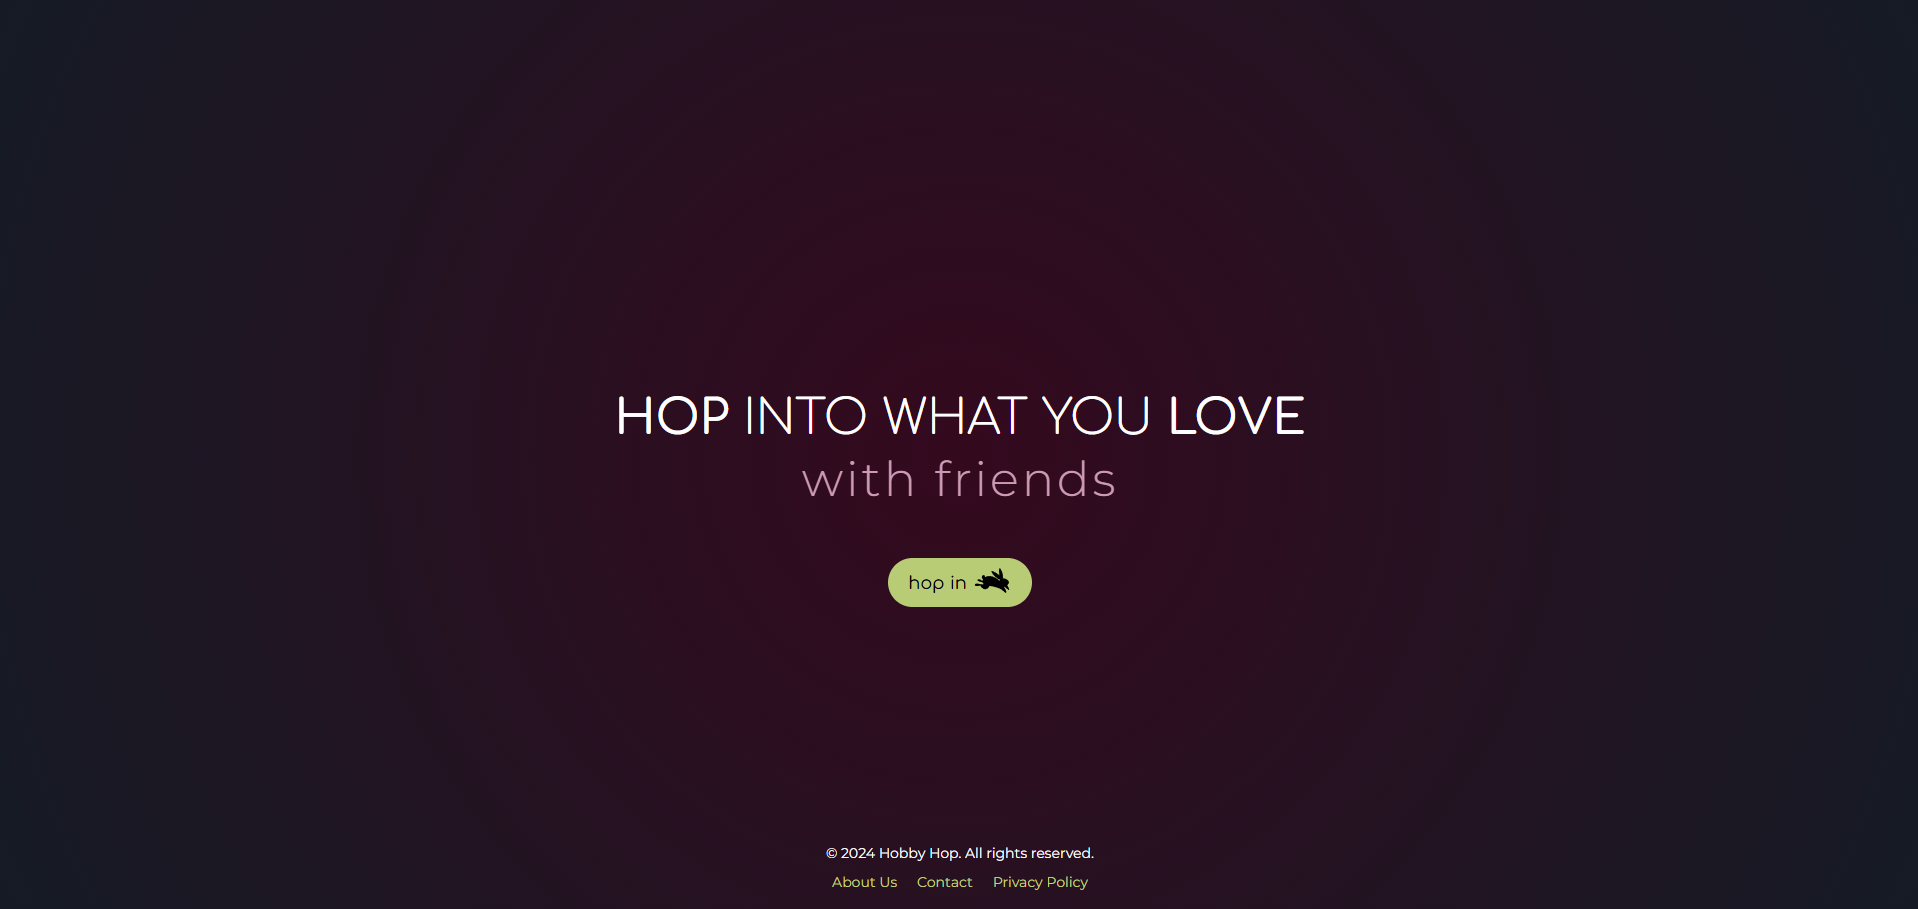 HOP INTO WHAT YOU LOVE
with friends
hop in
© 2024 Hobby Hop. All rights reserved.
About Us Contact Privacy Policy